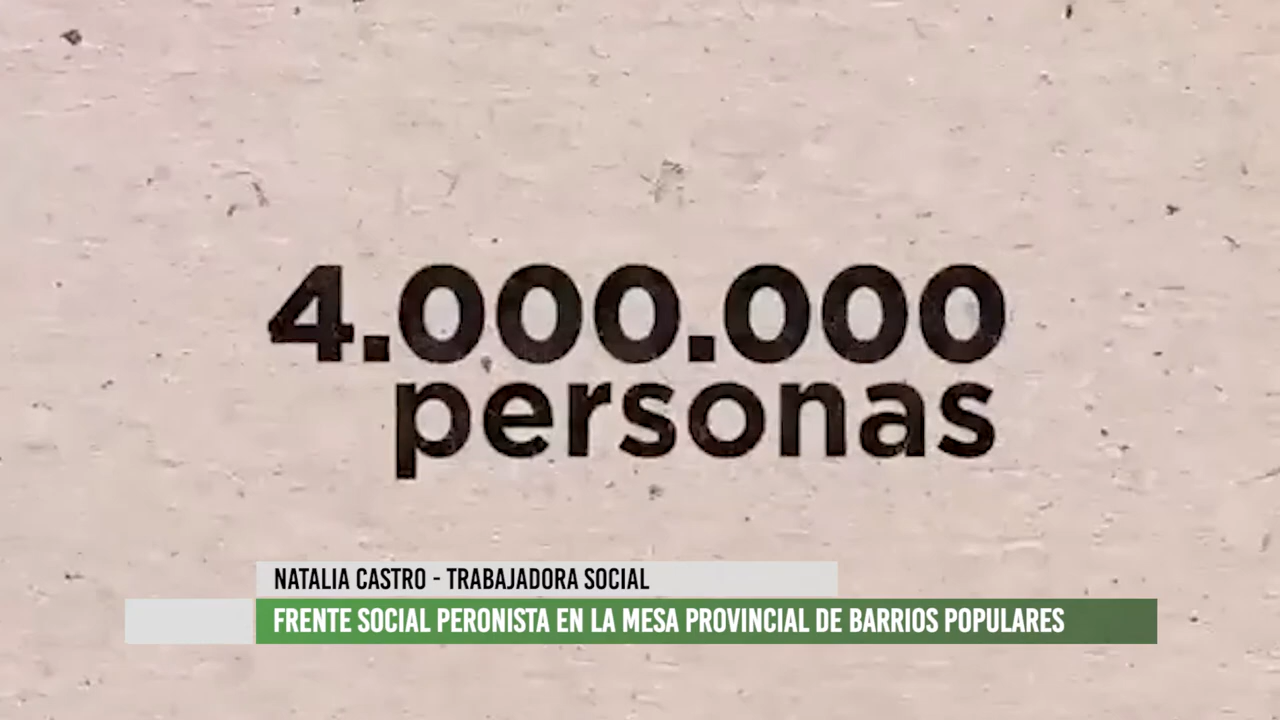 4.000.000
personas
NATALIA CASTRO - TRABAJADORA SOCIAL
FRENTE SOCIAL PERONISTA EN LA MESA PROVINCIAL DE BARRIOS POPULARES